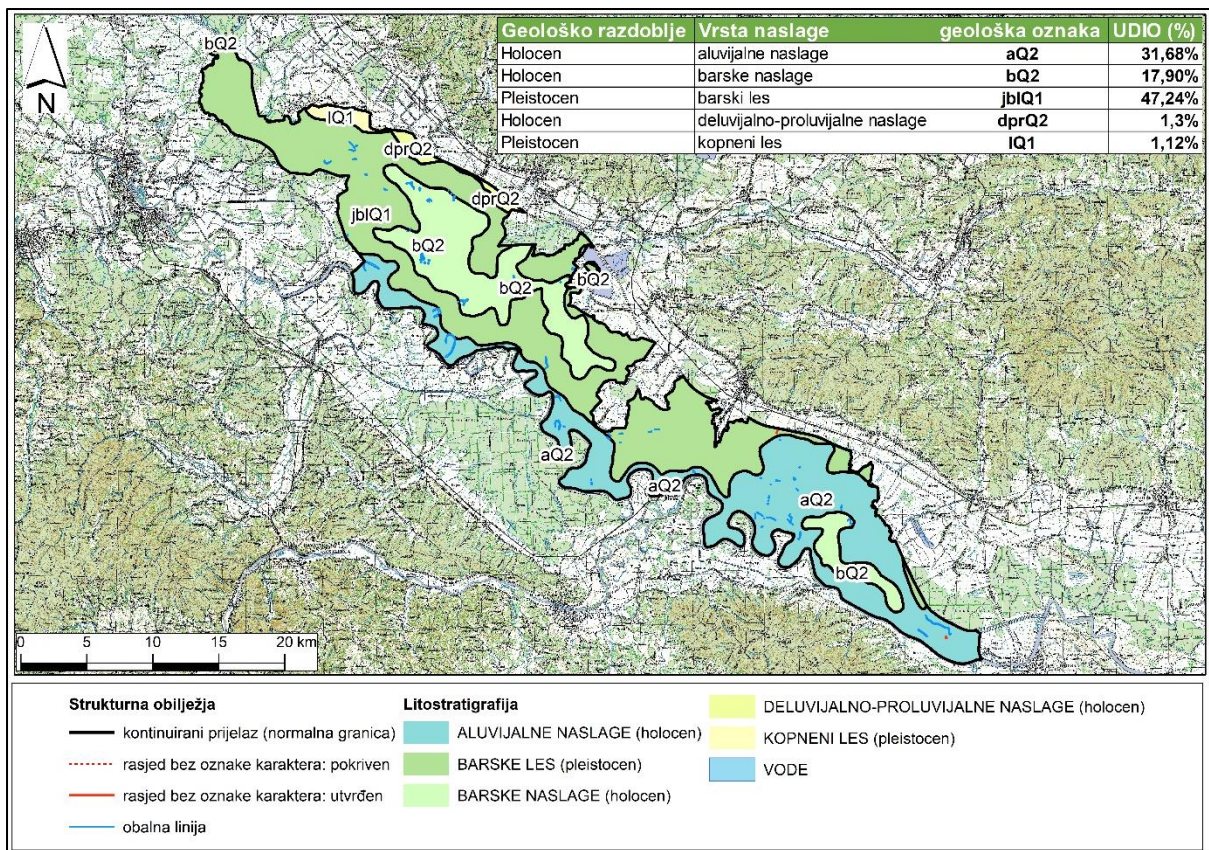 Geološko razdoblje Vrsta naslage geološka oznaka UDIO (%)
Holocen aluvijalne naslage aQ2 31,68%
Holocen barske naslage bQ2 17,90%
Pleistocen barski les jblQ1 47,24%
Holocen deluvijalno-proluvijalne naslage dprQ2 1,3%
Pleistocen kopneni les lQ1 1,12%
bQ2
N
lQ1
dprQ2
dprQ2
jblQ1
bQ2
bQ2
bQ2
aQ2
aQ2
aQ2
bQ2
0 5 10 15 20 km
Strukturna obilježja
kontinuirani prijelaz (normalna granica)
rasjed bez oznake karaktera: pokriven
rasjed bez oznake karaktera: utvrđen
obalna linija
Litostratigrafija
ALUVIJALNE NASLAGE (holocen)
BARSKE LES (pleistocen)
BARSKE NASLAGE (holocen)
DELUVIJALNO-PROLUVIJALNE NASLAGE (holocen)
KOPNENI LES (pleistocen)
VODE